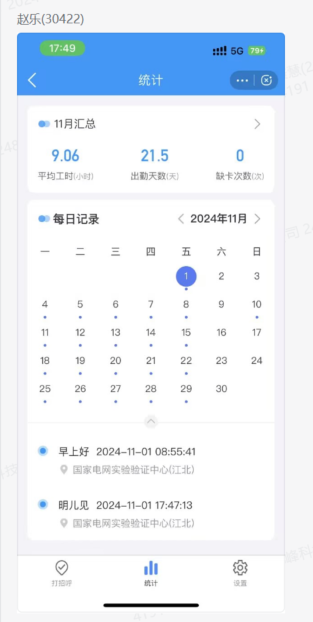 赵乐(30422)
17:49 5G 79+
统计
11月汇总
9.06 21.5 0
平均工时(小时) 出勤天数(天) 缺卡次数(次)
每日记录 2024年11月
一 二 三 四 五 六 日
1 2 3
4 5 6 7 8 9 10
11 12 13 14 15 16 17
18 19 20 21 22 23 24
25 26 27 28 29 30
早上好 2024-11-01 08:55:41
国家电网实验验证中心(江北)
明儿见 2024-11-01 17:47:13
国家电网实验验证中心(江北)
打招呼 统计 设置